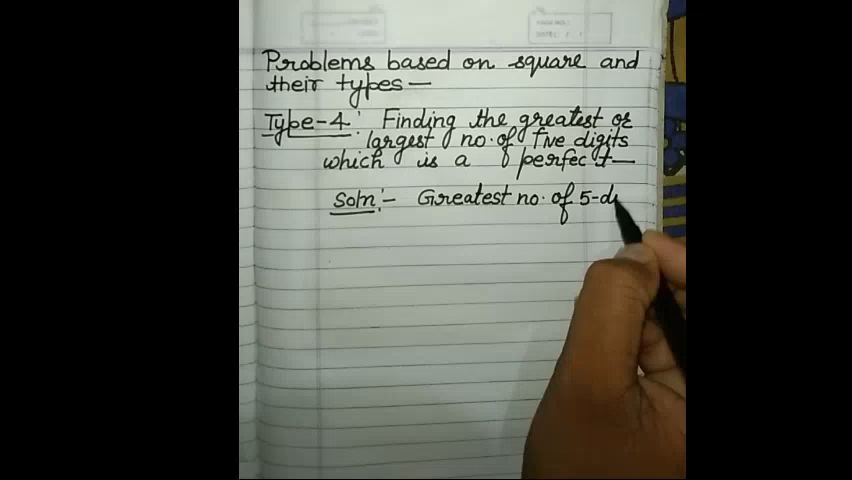 Problems based on square and
their types—
Type-4: Finding the greatest or
largest no. of five digits
which is a perfect—
Soln:- Greatest no. of 5-di